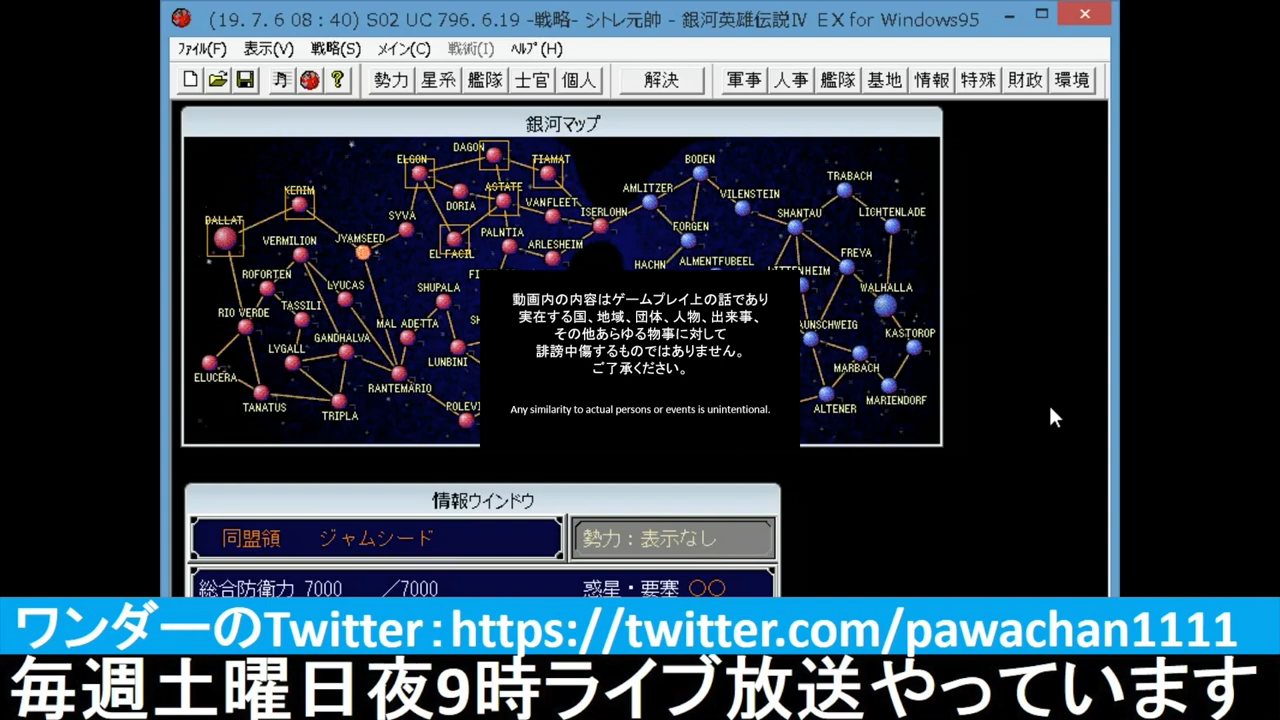 (19. 7. 6 08 : 40) S02 UC 796. 6.19 -戦略- シトレ元帥 - 銀河英雄伝説Ⅳ EX for Windows95
ﾌｧｲﾙ(F) 表示(V) 戦略(S) メイン(C) 戦術(I) ﾍﾙﾌﾟ(H)
勢力 星系 艦隊 士官 個人 解決 軍事 人事 艦隊 基地 情報 特殊 財政 環境
銀河マップ
DAGON
ELGON
TIAMAT
BODEN
KERIM
ASTATE
AMLITZER
VILENSTEIN
TRABACH
DORIA
VANFLEET
ISERLOHN
SHANTAU
LICHTENLADE
DALLAT
SYVA
PALNTIA
FORGEN
VERMILION
JYAMSEED
EL FACIL
ARLESHEIM
FREYA
HACHN
ALMENTFUBEEL
ROFORTEN
LYUCAS
SHUPALA
WALHALLA
RIO VERDE
TASSILI
MAL ADETTA
AUNSCHWEIG
KASTOROP
LYGALL
GANDHALVA
LUNBINI
MARBACH
ELUCERA
RANTEMARIO
TANATUS
TRIPLA
ROLEVI
ALTENER
MARIENDORF
動画内の内容はゲームプレイ上の話であり
実在する国、地域、団体、人物、出来事、
その他あらゆる物事に対して
誹謗中傷するものではありません。
ご了承ください。
Any similarity to actual persons or events is unintentional.
情報ウインドウ
同盟領 ジャムシード 勢力：表示なし
総合防衛力 7000 ／7000 惑星・要塞 ○○
ワンダーのTwitter：https://twitter.com/pawachan1111
毎週土曜日夜9時ライブ放送やっています